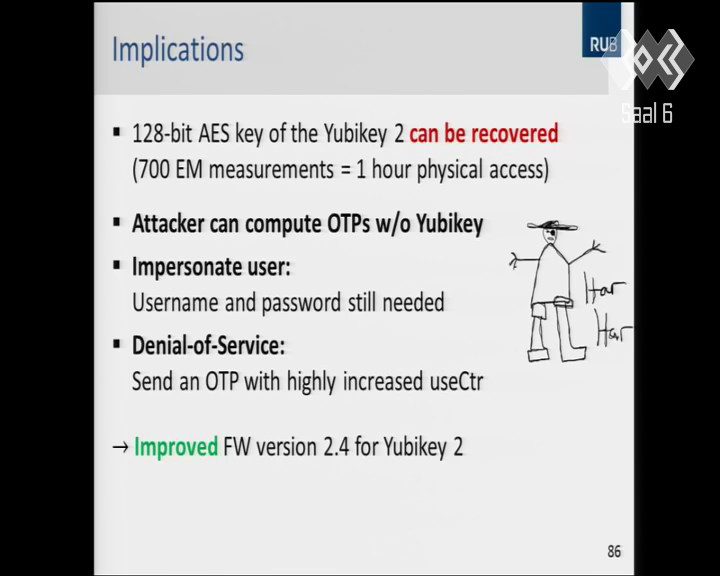 Implications
RUB
Saal 6
▪ 128-bit AES key of the Yubikey 2 can be recovered
(700 EM measurements = 1 hour physical access)
▪ Attacker can compute OTPs w/o Yubikey
▪ Impersonate user:
Username and password still needed
Har
Har
▪ Denial-of-Service:
Send an OTP with highly increased useCtr
→ Improved FW version 2.4 for Yubikey 2
86